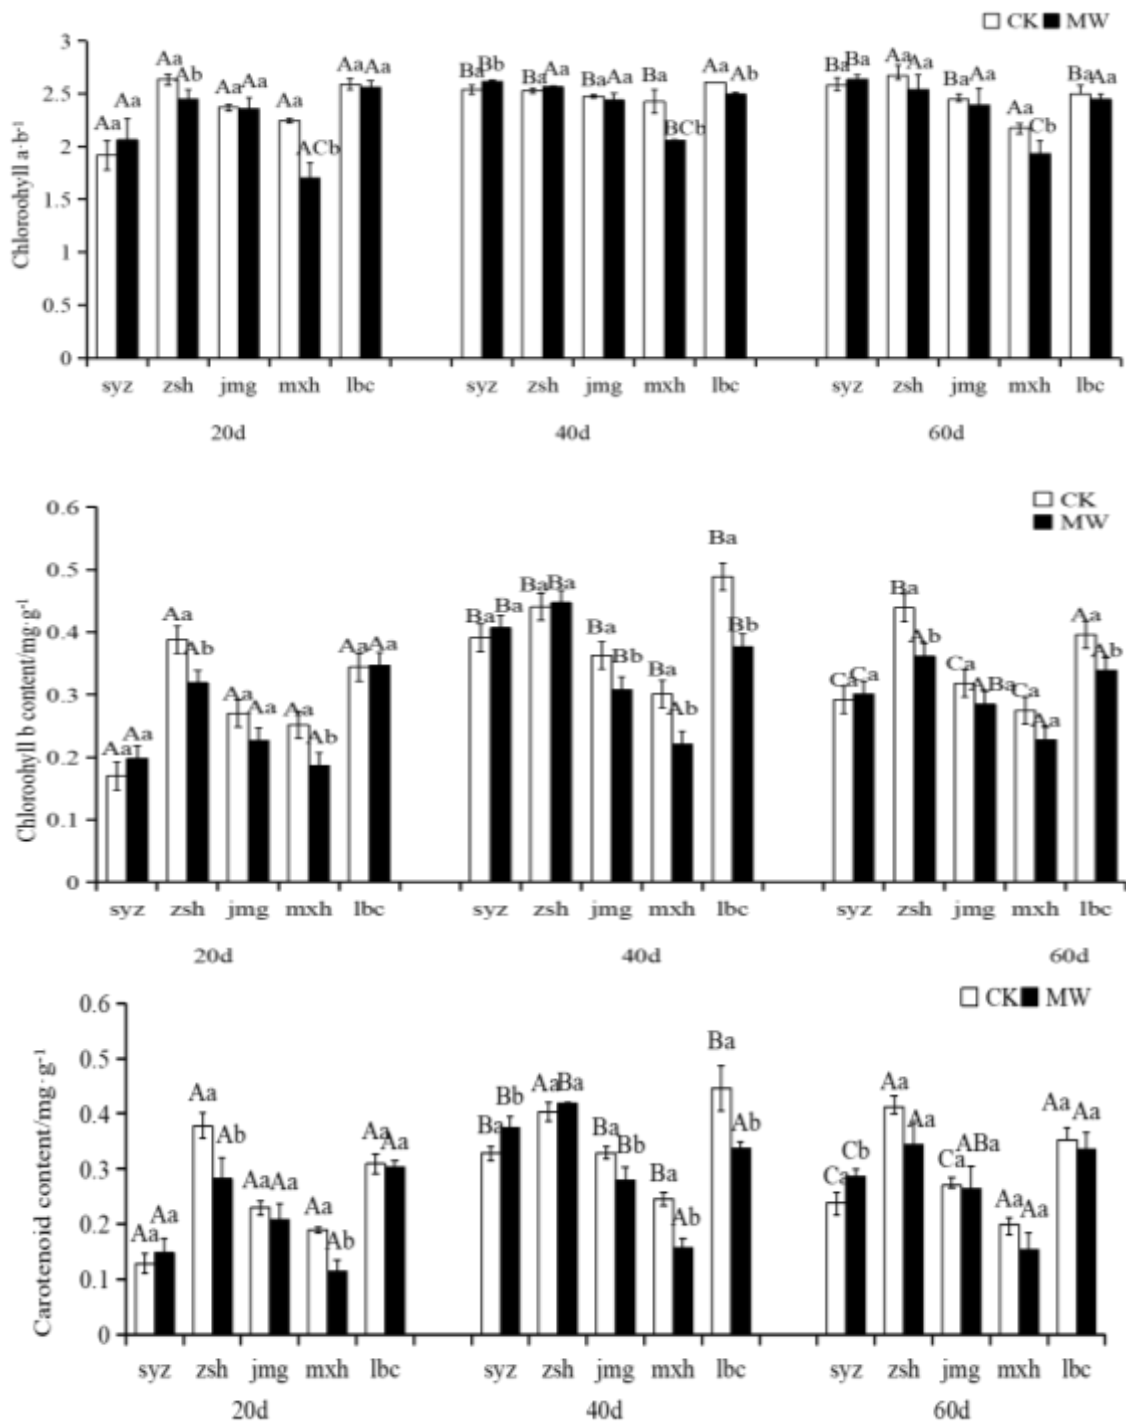 CK MW
3
2.5
2
1.5
1
0.5
0
Chloroohyll a·b⁻¹
Aa Aa Aa Ab Aa Aa Aa ACb Aa Aa
Ba Bb Ba Aa Ba Aa Ba BCb Aa Ab
Ba Ba Aa Aa Ba Aa Aa Cb Ba Aa
syz zsh jmg mxh lbc syz zsh jmg mxh lbc syz zsh jmg mxh lbc
20d 40d 60d
CK
MW
0.6
0.5
0.4
0.3
0.2
0.1
0
Chloroohyll b content/mg·g⁻¹
Aa Aa Aa Ab Aa Aa Aa Ab Aa Aa
Ba Ba Ba Ba Ba Bb Ba Ab Ba Bb
Ca Ca Ba Ab Ca ABa Ca Aa Aa Ab
syz zsh jmg mxh lbc syz zsh jmg mxh lbc syz zsh jmg mxh lbc
20d 40d 60d
CK MW
0.6
0.5
0.4
0.3
0.2
0.1
0
Carotenoid content/mg·g⁻¹
Aa Aa Aa Ab Aa Aa Aa Ab Aa Aa
Ba Bb Aa Ba Ba Bb Ba Ab Ba Ab
Ca Cb Aa Aa Ca ABa Aa Aa Aa Aa
syz zsh jmg mxh lbc syz zsh jmg mxh lbc syz zsh jmg mxh lbc
20d 40d 60d